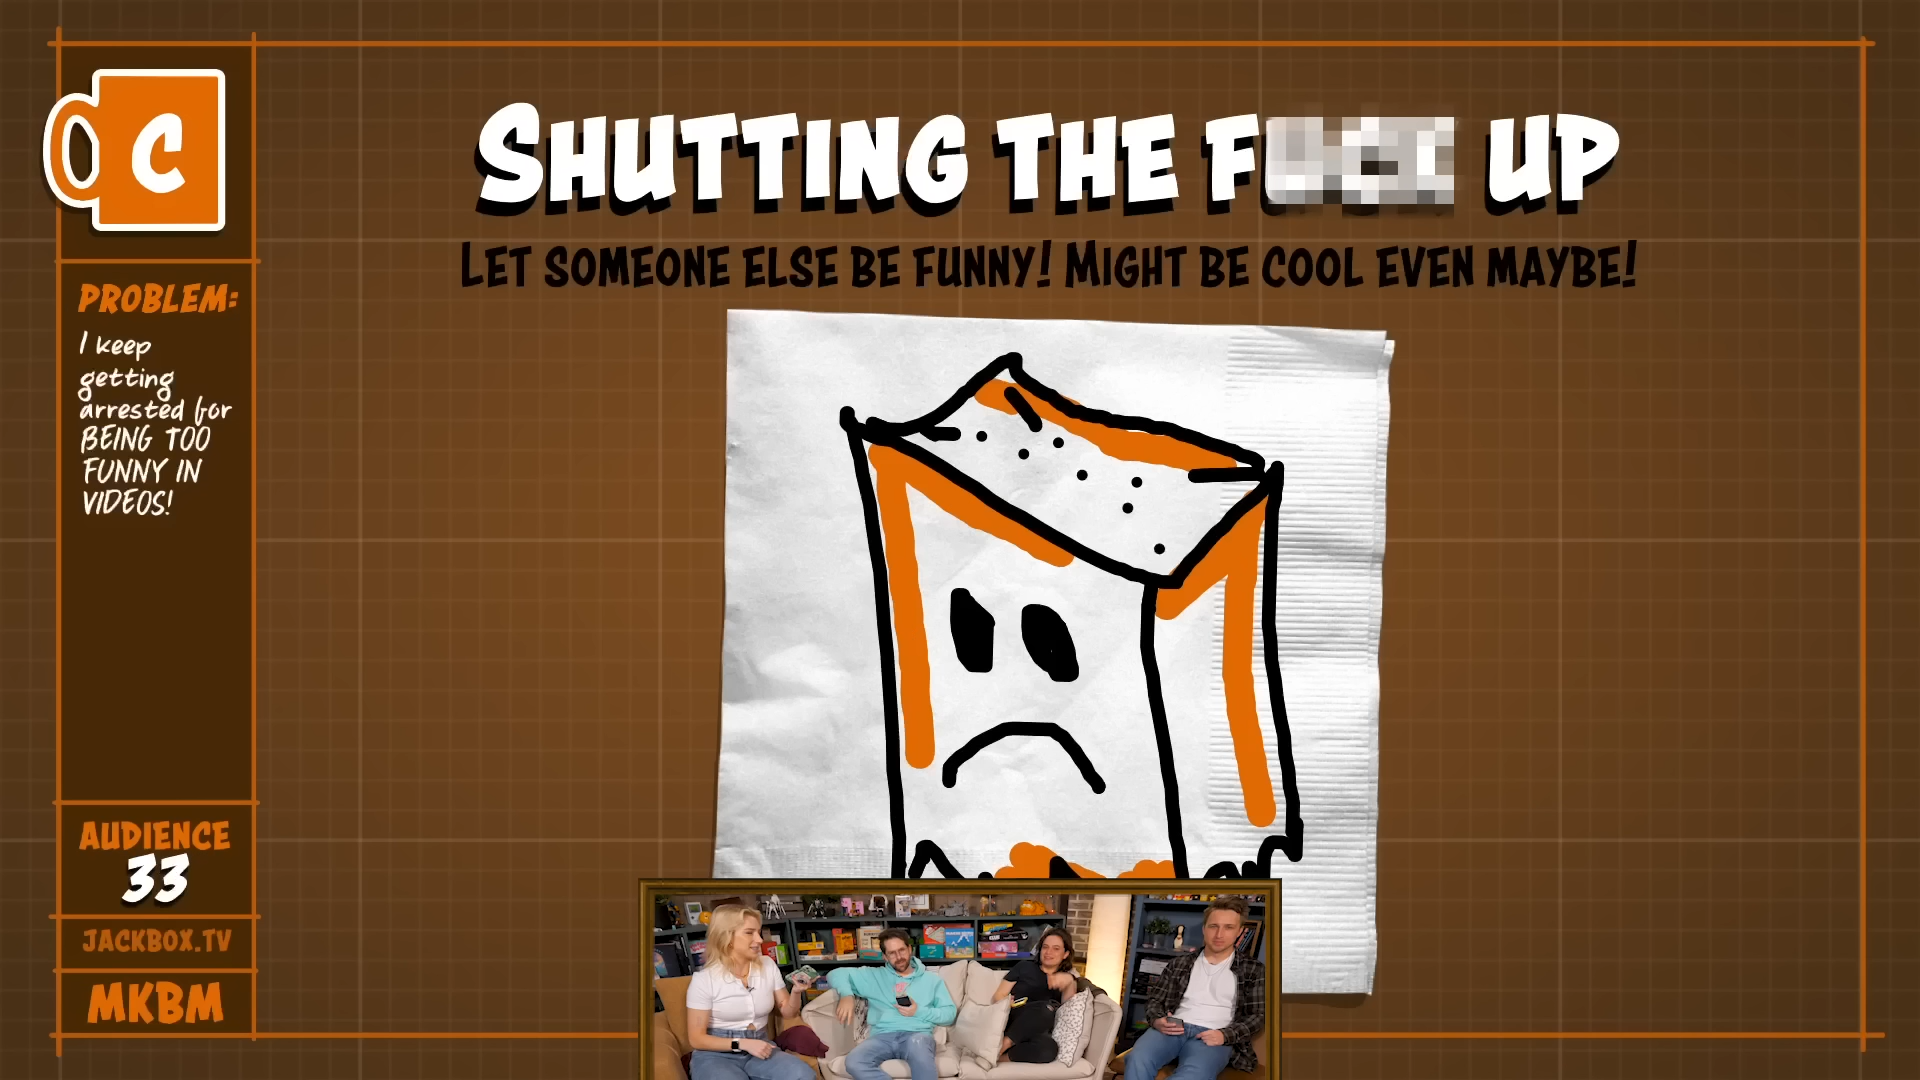 C
SHUTTING THE F UP
LET SOMEONE ELSE BE FUNNY! MIGHT BE COOL EVEN MAYBE!
PROBLEM:
I keep
getting
arrested for
BEING TOO
FUNNY IN
VIDEOS!
AUDIENCE
33
JACKBOX.TV
MKBM